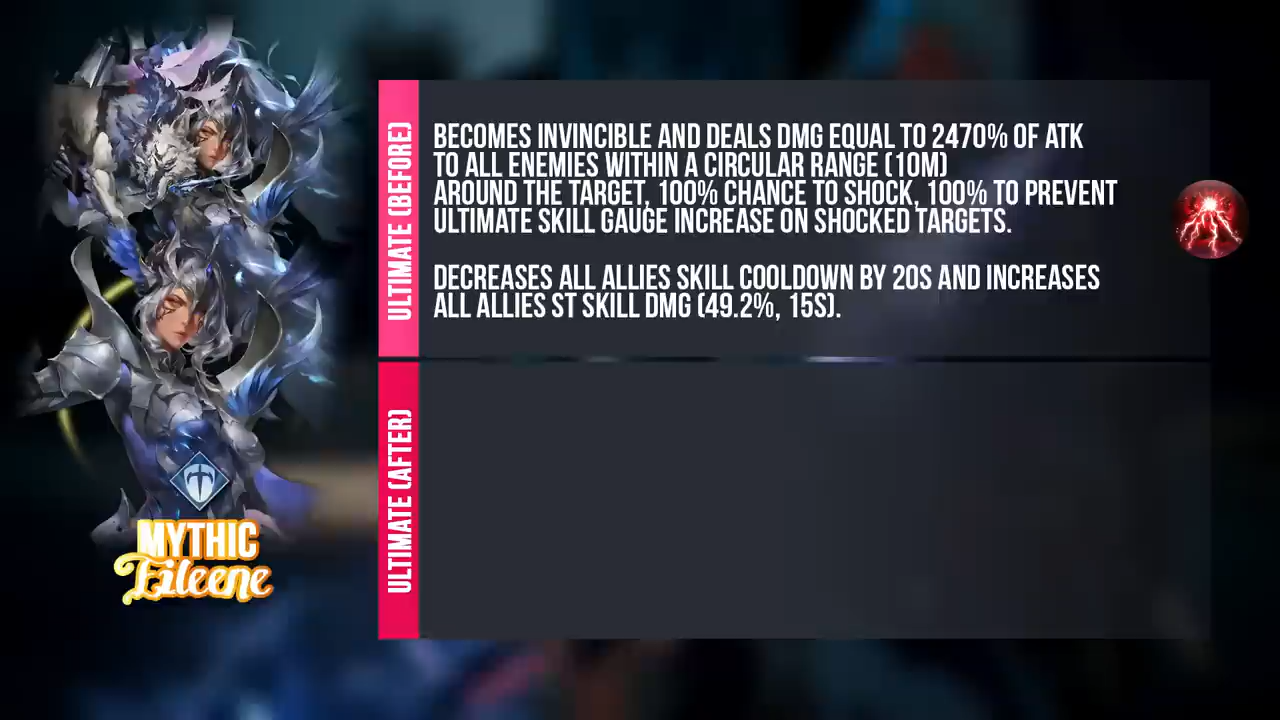 ULTIMATE (BEFORE)
BECOMES INVINCIBLE AND DEALS DMG EQUAL TO 2470% OF ATK
TO ALL ENEMIES WITHIN A CIRCULAR RANGE (10M)
AROUND THE TARGET, 100% CHANCE TO SHOCK, 100% TO PREVENT
ULTIMATE SKILL GAUGE INCREASE ON SHOCKED TARGETS.
DECREASES ALL ALLIES SKILL COOLDOWN BY 20S AND INCREASES
ALL ALLIES ST SKILL DMG (49.2%, 15S).
ULTIMATE (AFTER)
MYTHIC
Eileene